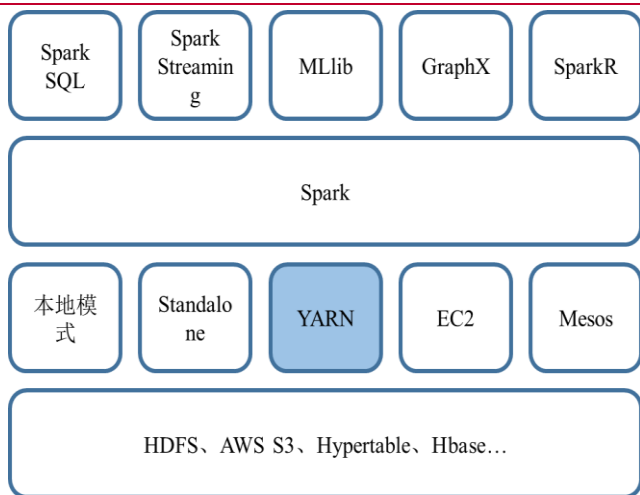 Spark
SQL
Spark
Streamin
g
MLlib
GraphX
SparkR
Spark
本地模
式
Standalo
ne
YARN
EC2
Mesos
HDFS、AWS S3、Hypertable、Hbase…